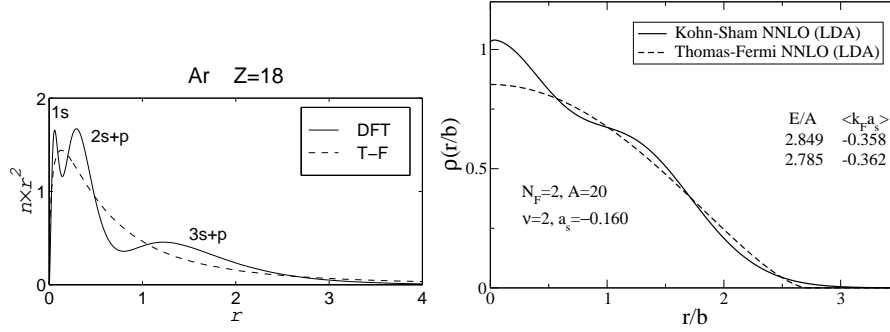 Ar Z=18
2
1
0
n×r²
1s
2s+p
3s+p
DFT
T-F
0 1 2 3 4
r
1
0.5
0
ρ(r/b)
Kohn-Sham NNLO (LDA)
Thomas-Fermi NNLO (LDA)
E/A <k_F a_s>
2.849 -0.358
2.785 -0.362
N_F=2, A=20
ν=2, a_s=−0.160
0 1 2 3
r/b